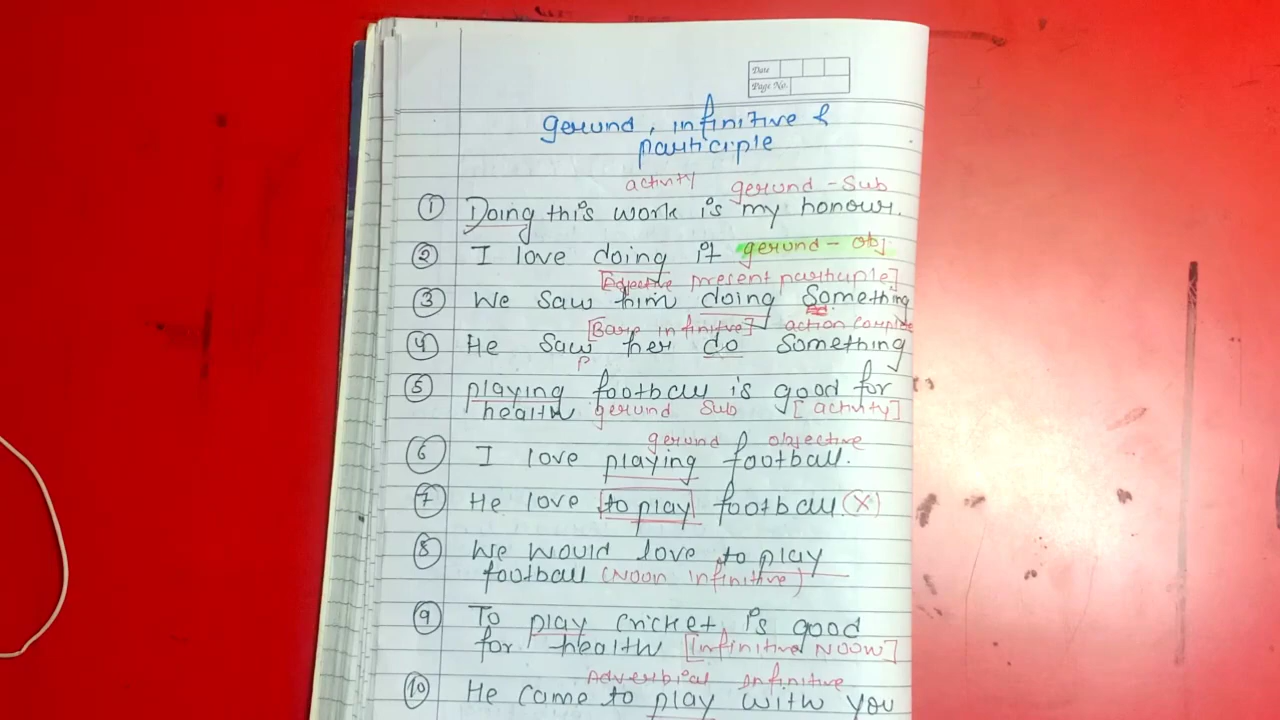 Date
Page No.
Gerund, infinitive &
participle
activity gerund - Sub
① Doing this work is my honour.
② I love doing it gerund - obj
[Adjective present participle]
③ We saw him doing something
[Bare infinitive] action complete
④ He saw her do something
P
⑤ playing football is good for
health gerund Sub [activity]
gerund objective
⑥ I love playing football.
⑦ He love to play football. (X)
⑧ We would love to play
football (Noon infinitive)
⑨ To play cricket is good
for health [infinitive Noow]
Adverbical infinitive
⑩ He came to play with you